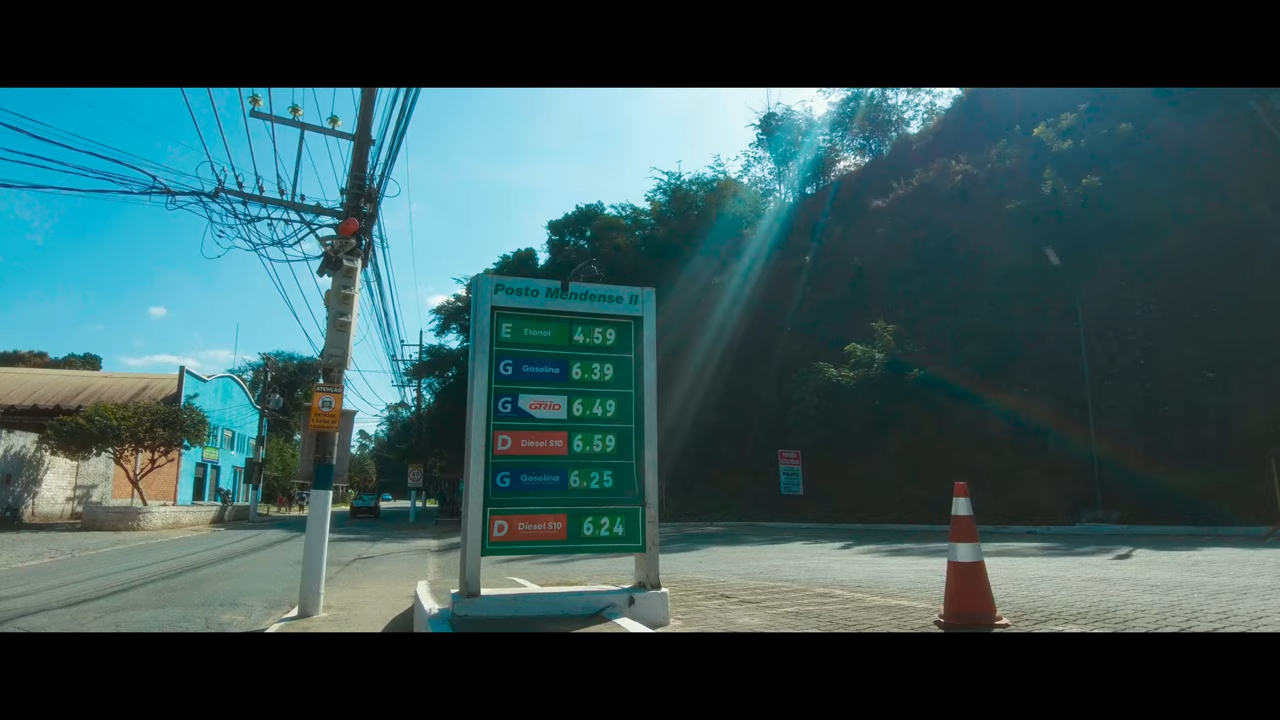 Posto Mendense II
E Etanol 4.59
G Gasolina 6.39
G GRID 6.49
D Diesel S10 6.59
G Gasolina 6.25
D Diesel S10 6.24
ATENÇÃO